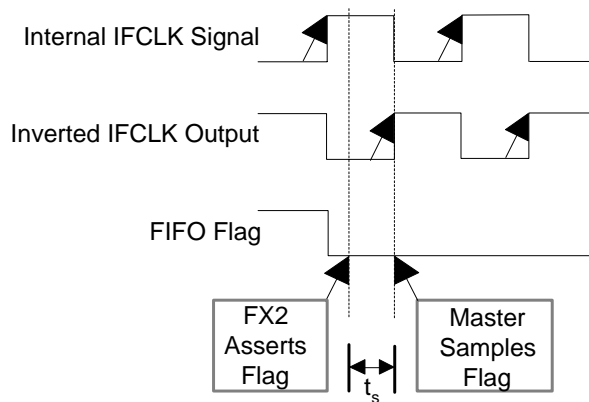 Internal IFCLK Signal
Inverted IFCLK Output
FIFO Flag
FX2
Asserts
Flag
Master
Samples
Flag
ts